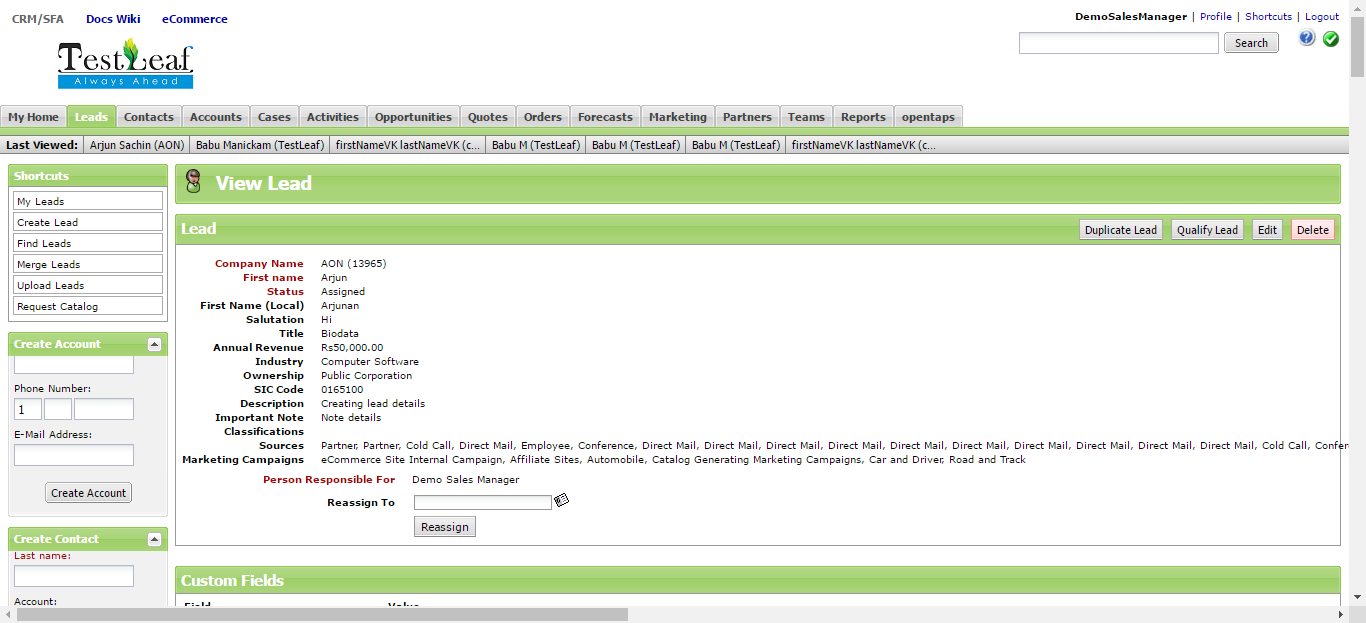 CRM/SFA Docs Wiki eCommerce
DemoSalesManager | Profile | Shortcuts | Logout
TestLeaf
Always Ahead
Search
My Home Leads Contacts Accounts Cases Activities Opportunities Quotes Orders Forecasts Marketing Partners Teams Reports opentaps
Last Viewed: Arjun Sachin (AON) Babu Manickam (TestLeaf) firstNameVK lastNameVK (c... Babu M (TestLeaf) Babu M (TestLeaf) Babu M (TestLeaf) firstNameVK lastNameVK (c...
Shortcuts
My Leads
Create Lead
Find Leads
Merge Leads
Upload Leads
Request Catalog
Create Account
Phone Number:
1
E-Mail Address:
Create Account
Create Contact
Last name:
Account:
View Lead
Lead
Duplicate Lead Qualify Lead Edit Delete
Company Name AON (13965)
First name Arjun
Status Assigned
First Name (Local) Arjunan
Salutation Hi
Title Biodata
Annual Revenue Rs50,000.00
Industry Computer Software
Ownership Public Corporation
SIC Code 0165100
Description Creating lead details
Important Note Note details
Classifications
Sources Partner, Partner, Cold Call, Direct Mail, Employee, Conference, Direct Mail, Direct Mail, Direct Mail, Direct Mail, Direct Mail, Direct Mail, Direct Mail, Direct Mail, Direct Mail, Direct Mail, Cold Call, Confer
Marketing Campaigns eCommerce Site Internal Campaign, Affiliate Sites, Automobile, Catalog Generating Marketing Campaigns, Car and Driver, Road and Track
Person Responsible For Demo Sales Manager
Reassign To
Reassign
Custom Fields
Field Value